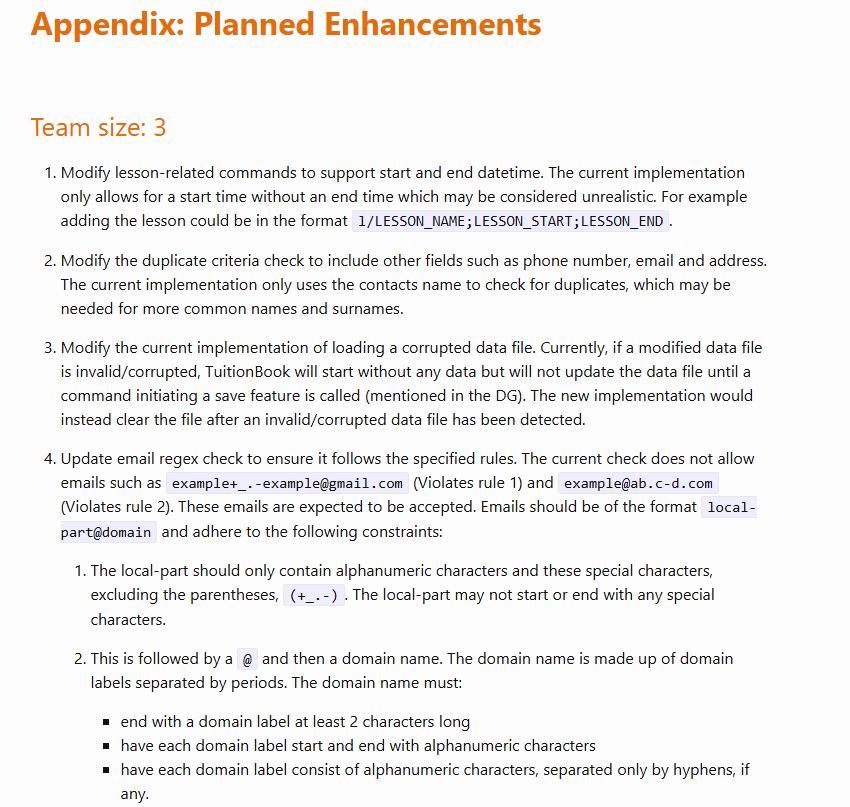 Appendix: Planned Enhancements
Team size: 3
1. Modify lesson-related commands to support start and end datetime. The current implementation
only allows for a start time without an end time which may be considered unrealistic. For example
adding the lesson could be in the format l/LESSON_NAME;LESSON_START;LESSON_END.
2. Modify the duplicate criteria check to include other fields such as phone number, email and address.
The current implementation only uses the contacts name to check for duplicates, which may be
needed for more common names and surnames.
3. Modify the current implementation of loading a corrupted data file. Currently, if a modified data file
is invalid/corrupted, TuitionBook will start without any data but will not update the data file until a
command initiating a save feature is called (mentioned in the DG). The new implementation would
instead clear the file after an invalid/corrupted data file has been detected.
4. Update email regex check to ensure it follows the specified rules. The current check does not allow
emails such as example+_.-example@gmail.com (Violates rule 1) and example@ab.c-d.com
(Violates rule 2). These emails are expected to be accepted. Emails should be of the format local-
part@domain and adhere to the following constraints:
1. The local-part should only contain alphanumeric characters and these special characters,
excluding the parentheses, (+_.-). The local-part may not start or end with any special
characters.
2. This is followed by a @ and then a domain name. The domain name is made up of domain
labels separated by periods. The domain name must:
▪ end with a domain label at least 2 characters long
▪ have each domain label start and end with alphanumeric characters
▪ have each domain label consist of alphanumeric characters, separated only by hyphens, if
any.